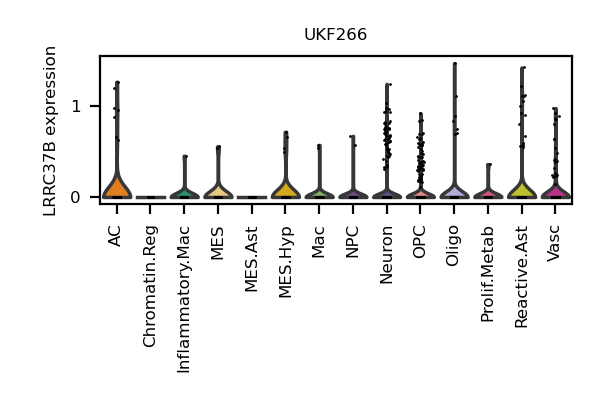 UKF266
LRRC37B expression
1
0
AC
Chromatin.Reg
Inflammatory.Mac
MES
MES.Ast
MES.Hyp
Mac
NPC
Neuron
OPC
Oligo
Prolif.Metab
Reactive.Ast
Vasc